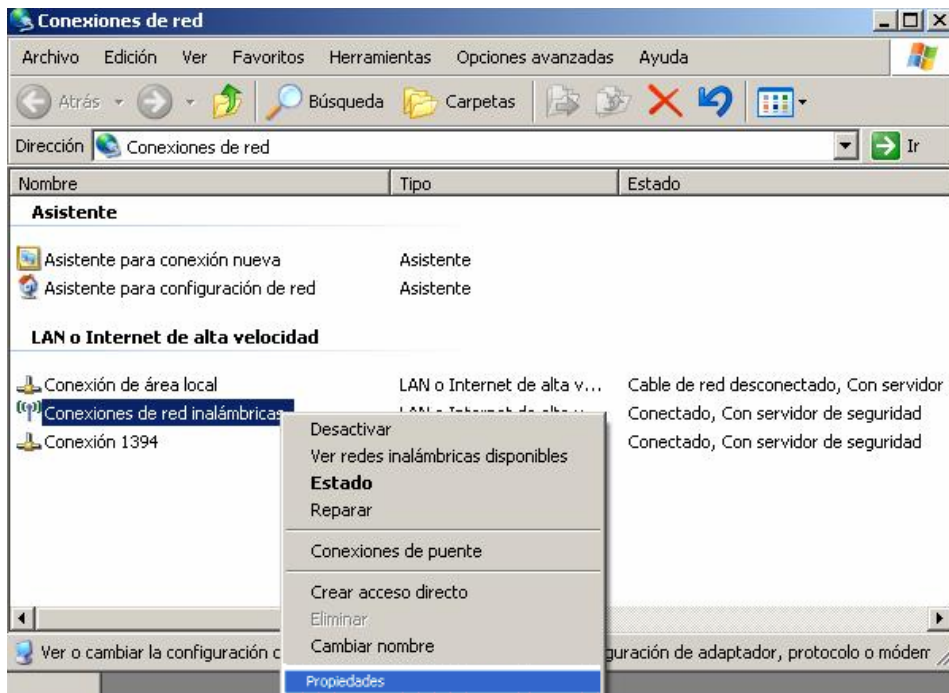 Conexiones de red
Archivo Edición Ver Favoritos Herramientas Opciones avanzadas Ayuda
Atrás Búsqueda Carpetas
Dirección Conexiones de red Ir
Nombre Tipo Estado
Asistente
Asistente para conexión nueva Asistente
Asistente para configuración de red Asistente
LAN o Internet de alta velocidad
Conexión de área local LAN o Internet de alta v... Cable de red desconectado, Con servidor
Conexiones de red inalámbricas Conectado, Con servidor de seguridad
Conexión 1394 Conectado, Con servidor de seguridad
Desactivar
Ver redes inalámbricas disponibles
Estado
Reparar
Conexiones de puente
Crear acceso directo
Eliminar
Cambiar nombre
Propiedades
Ver o cambiar la configuración de adaptador, protocolo o